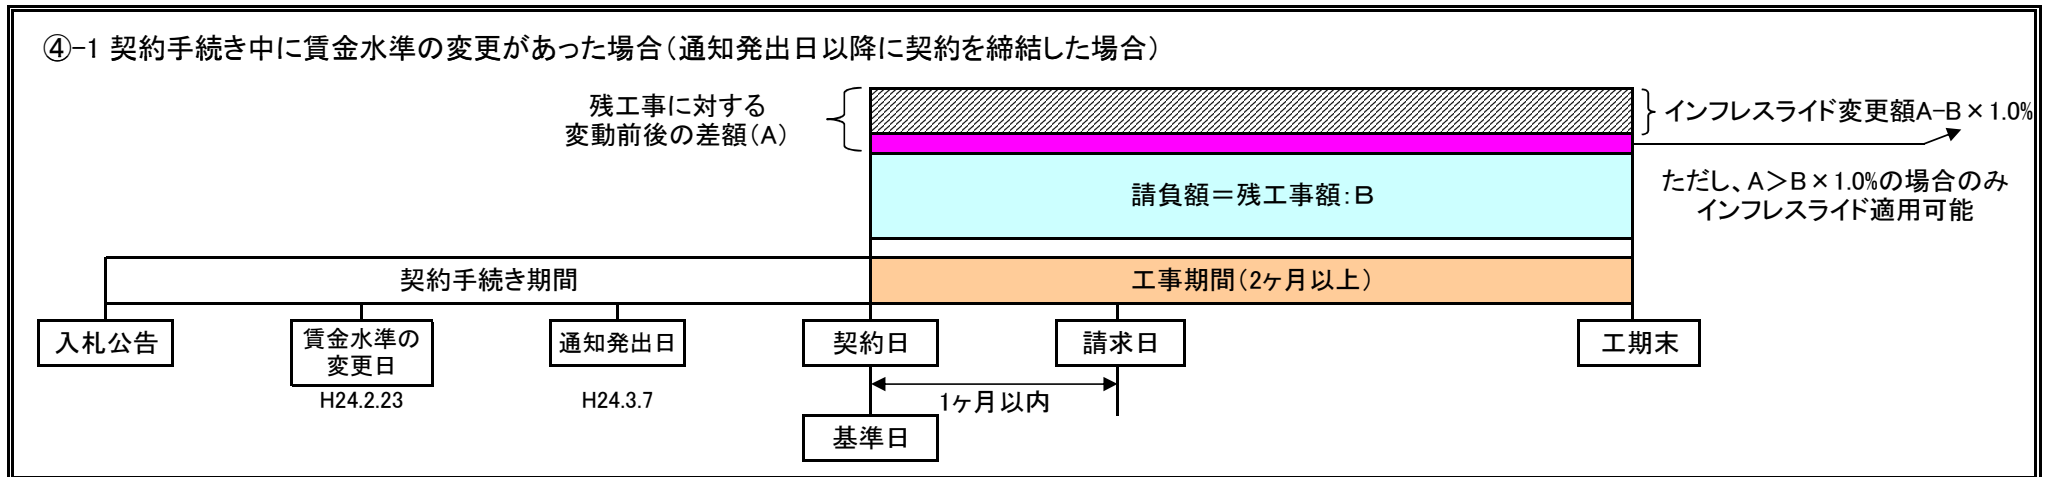 ④-1 契約手続き中に賃金水準の変更があった場合(通知発出日以降に契約を締結した場合)
残工事に対する
変動前後の差額(A)
インフレスライド変更額A-B×1.0%
請負額=残工事額:B
ただし、A>B×1.0%の場合のみ
インフレスライド適用可能
契約手続き期間
工事期間(2ヶ月以上)
入札公告
賃金水準の
変更日
通知発出日
契約日
請求日
工期末
H24.2.23
H24.3.7
1ヶ月以内
基準日